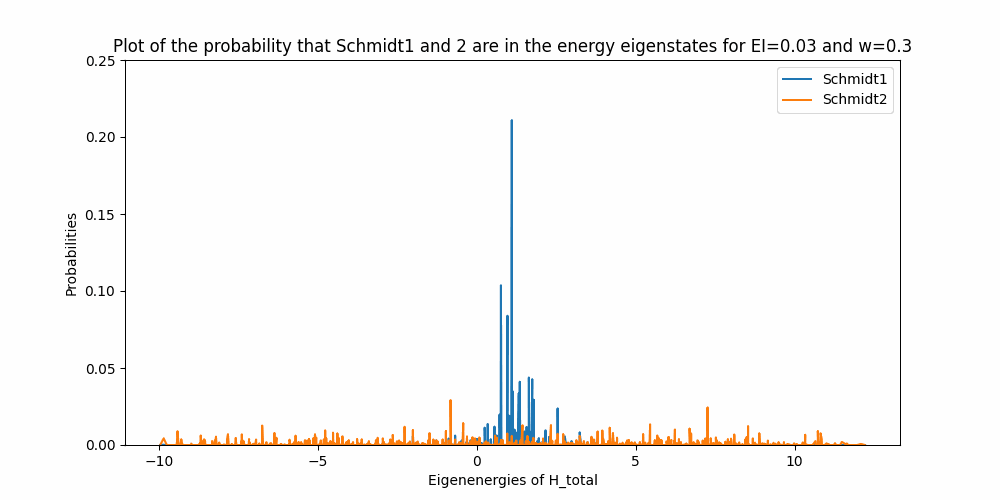 Plot of the probability that Schmidt1 and 2 are in the energy eigenstates for EI=0.03 and w=0.3
Schmidt1
Schmidt2
0.25
0.20
0.15
0.10
0.05
0.00
Probabilities
−10
−5
0
5
10
Eigenenergies of H_total